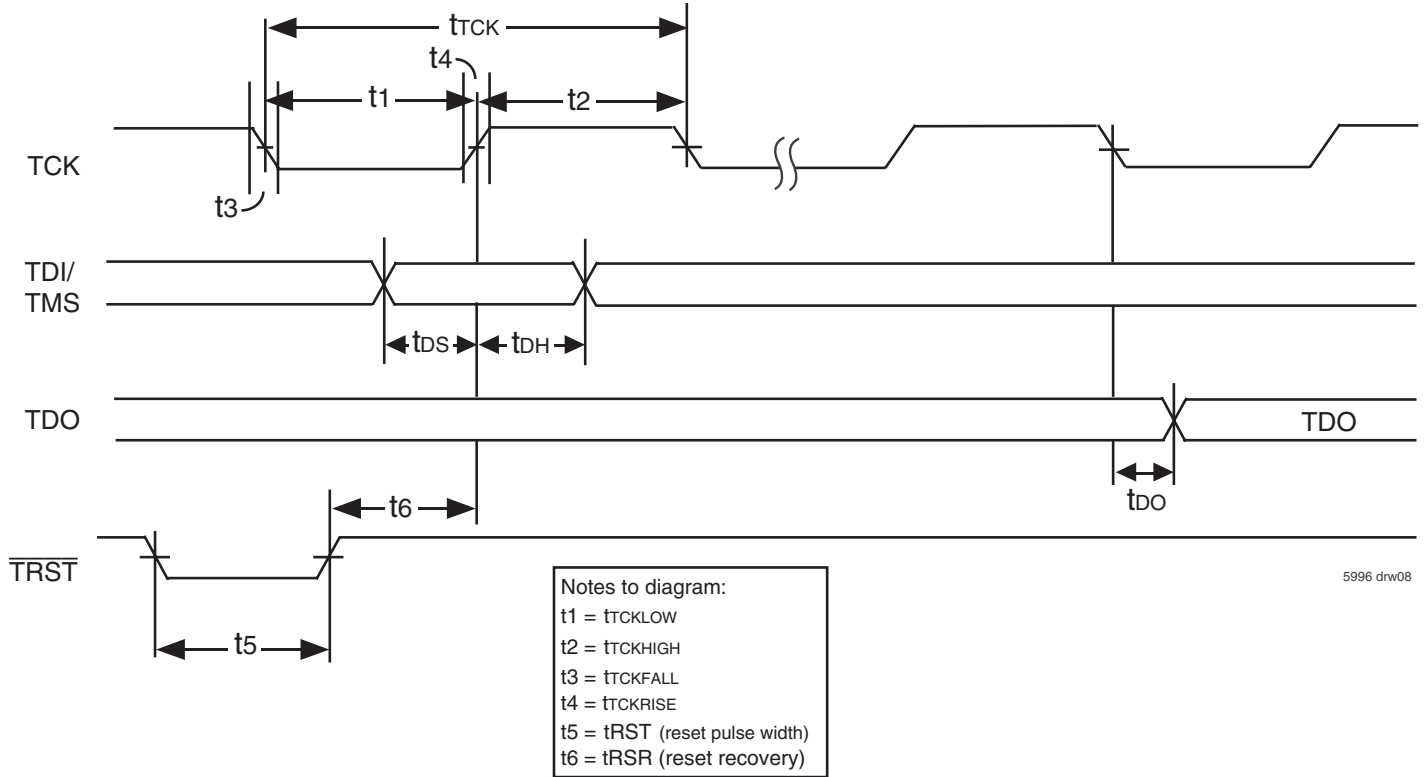 tTCK
t4
t1
t2
TCK
t3
TDI/
TMS
tDS
tDH
TDO
TDO
t6
tDO
TRST
5996 drw08
t5
Notes to diagram:
t1 = tTCKLOW
t2 = tTCKHIGH
t3 = tTCKFALL
t4 = tTCKRISE
t5 = tRST (reset pulse width)
t6 = tRSR (reset recovery)